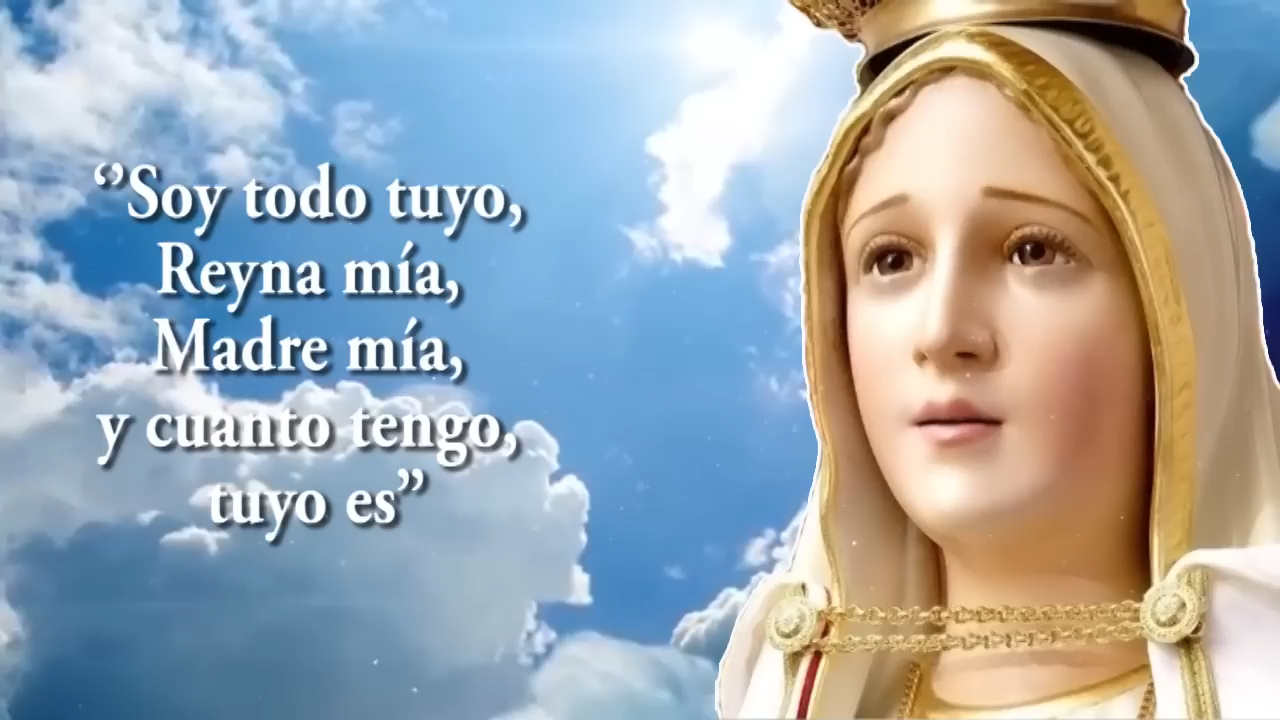 ‘’Soy todo tuyo,
Reyna mía,
Madre mía,
y cuanto tengo,
tuyo es’’